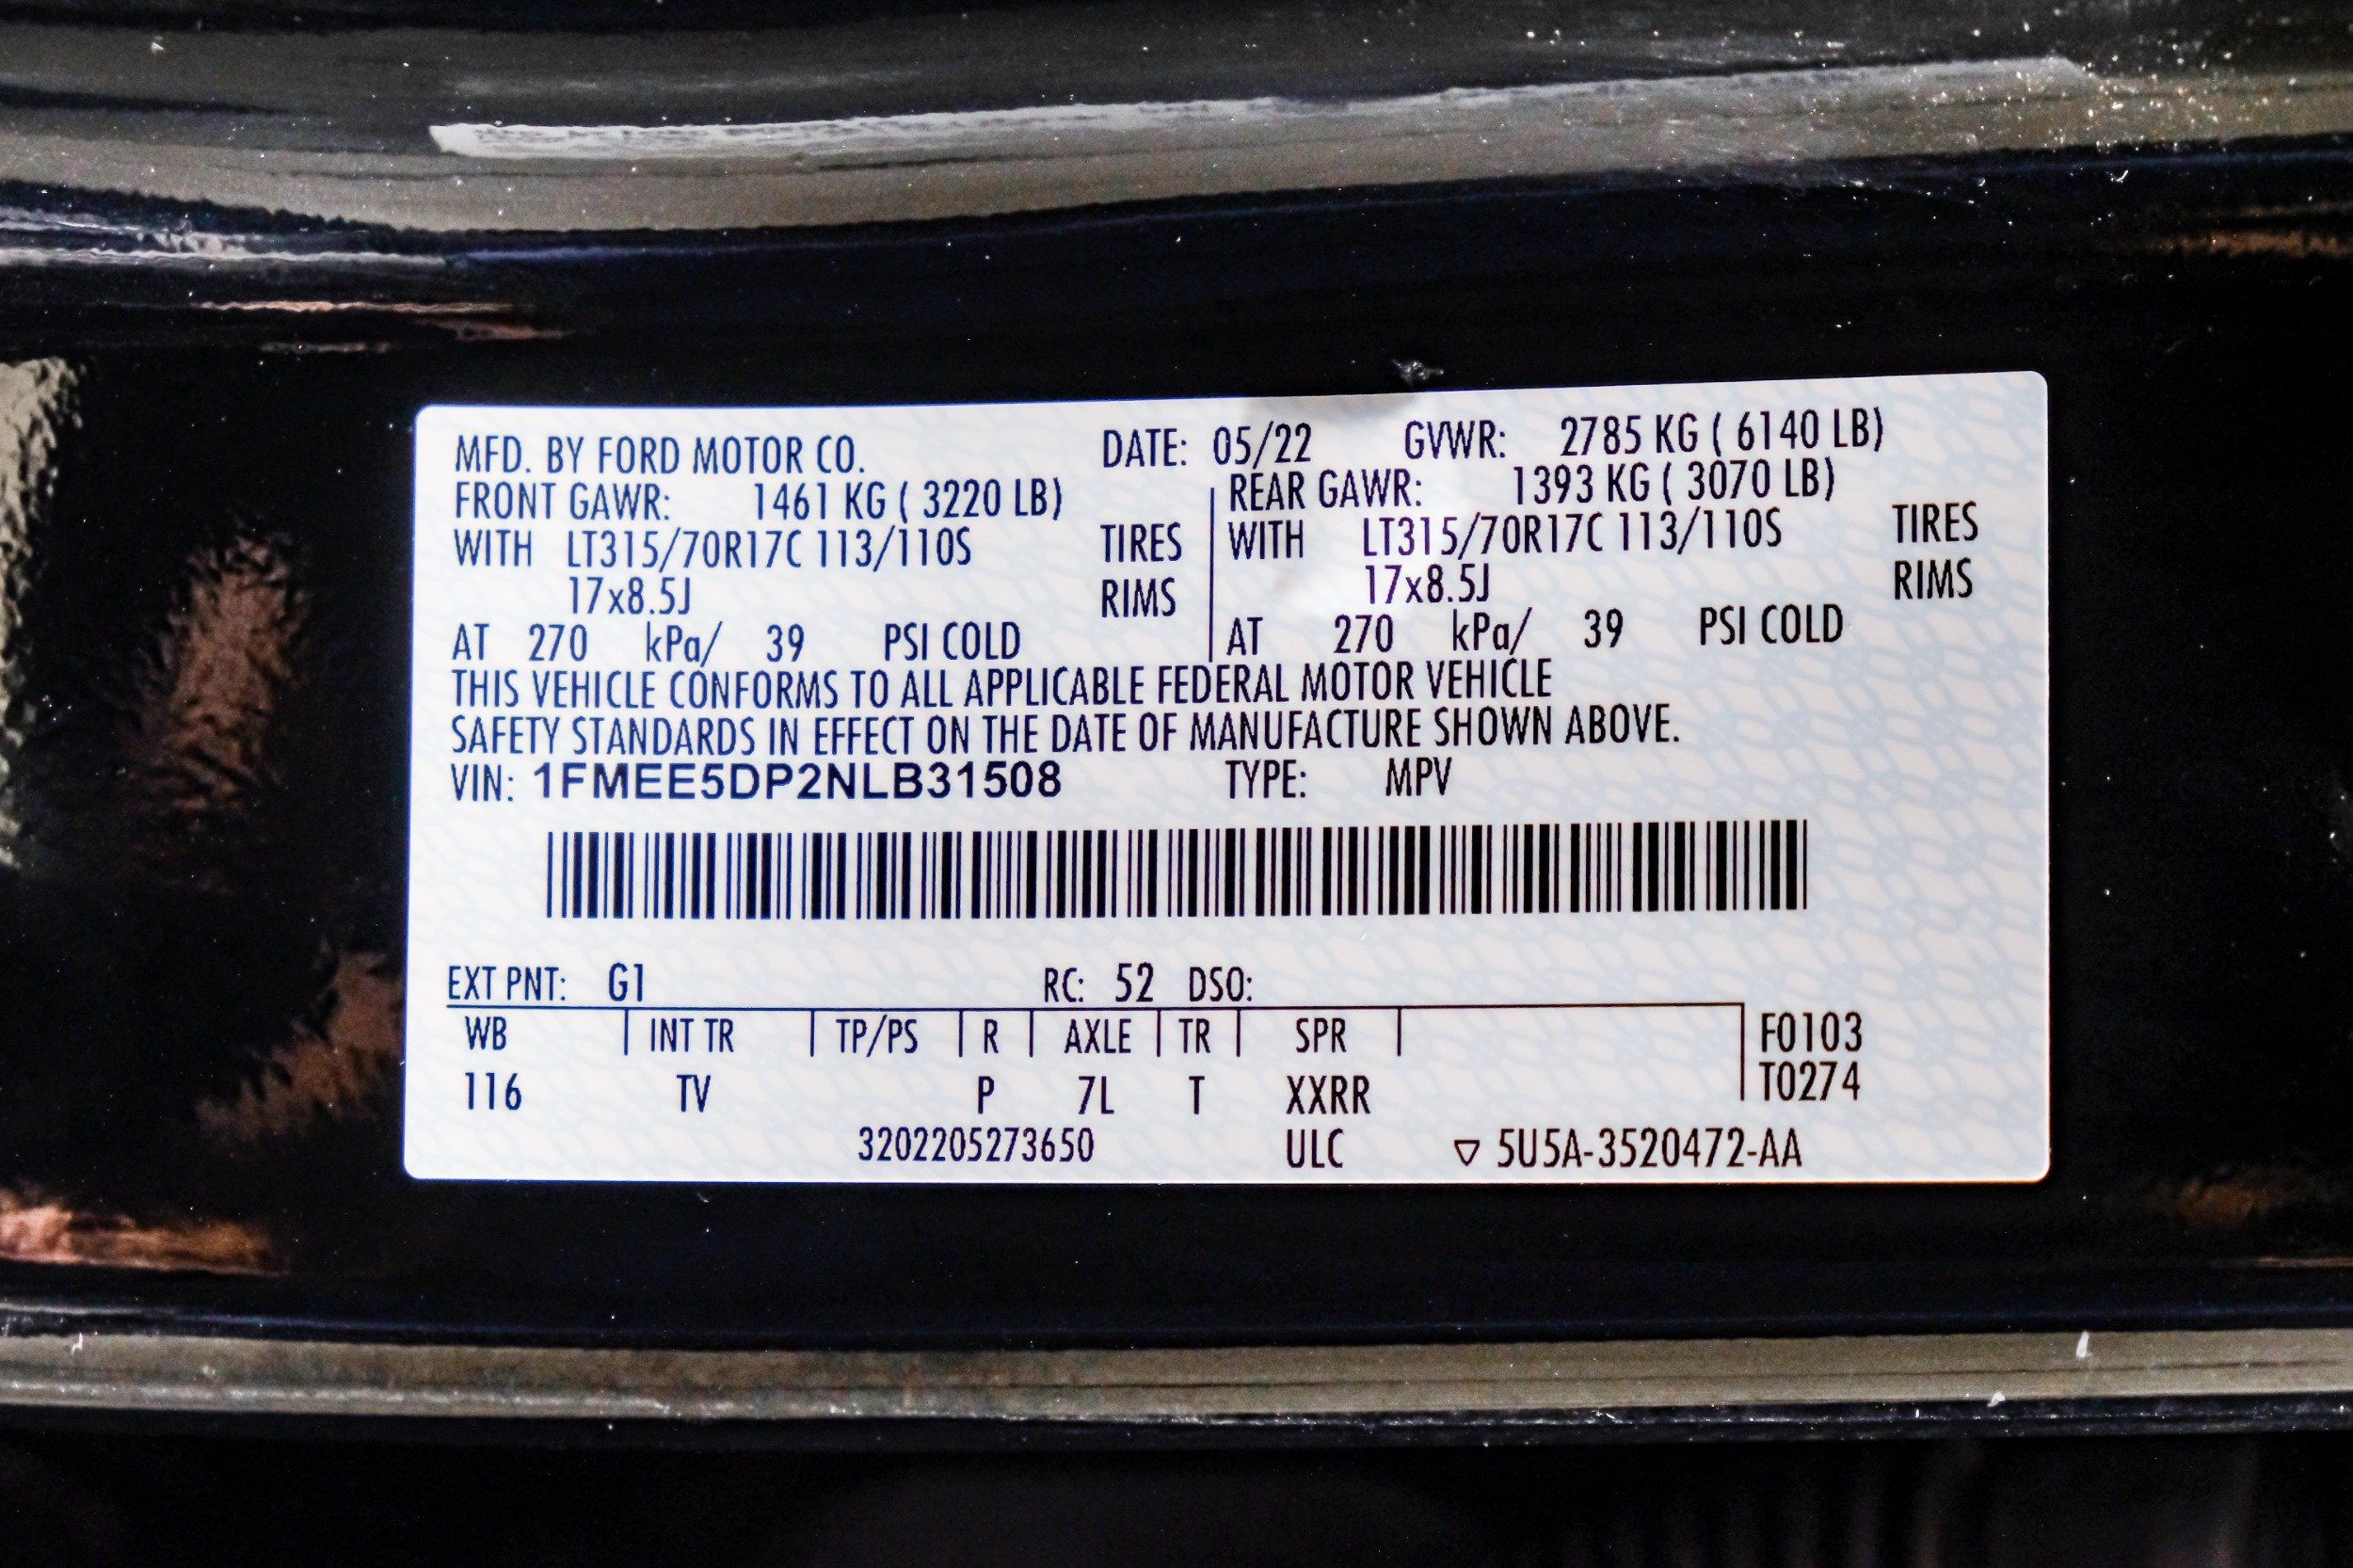 MFD. BY FORD MOTOR CO. DATE: 05/22 GVWR: 2785 KG ( 6140 LB)
FRONT GAWR: 1461 KG ( 3220 LB) REAR GAWR: 1393 KG ( 3070 LB)
WITH LT315/70R17C 113/110S TIRES WITH LT315/70R17C 113/110S TIRES
17x8.5J RIMS 17x8.5J RIMS
AT 270 kPa/ 39 PSI COLD AT 270 kPa/ 39 PSI COLD
THIS VEHICLE CONFORMS TO ALL APPLICABLE FEDERAL MOTOR VEHICLE
SAFETY STANDARDS IN EFFECT ON THE DATE OF MANUFACTURE SHOWN ABOVE.
VIN: 1FMEE5DP2NLB31508 TYPE: MPV
EXT PNT: G1 RC: 52 DSO:
WB INT TR TP/PS R AXLE TR SPR F0103
116 TV P 7L T XXRR T0274
3202205273650 ULC ▽ 5U5A-3520472-AA